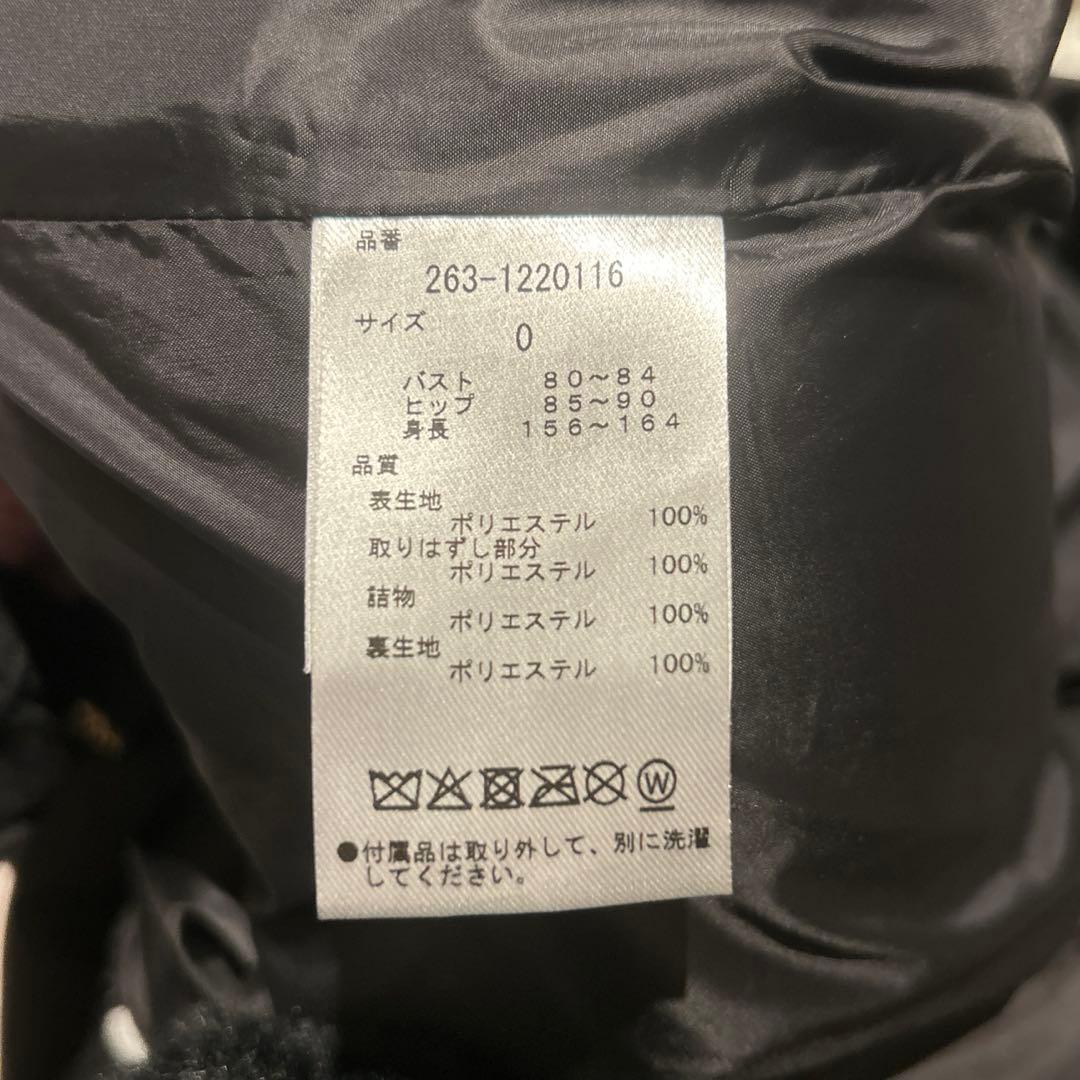 品番
263-1220116
サイズ
0
バスト 80～84
ヒップ 85～90
身長 156～164
品質
表生地
ポリエステル 100%
取りはずし部分
ポリエステル 100%
詰物
ポリエステル 100%
裏生地
ポリエステル 100%
W
●付属品は取り外して、別に洗濯
してください。